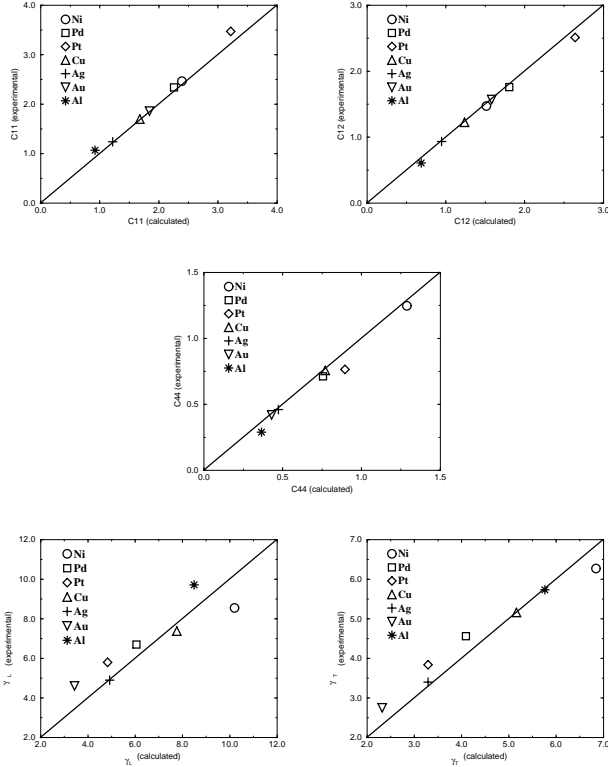 4.0
3.0
2.0
1.0
0.0
C11 (experimental)
Ni
Pd
Pt
Cu
Ag
Au
Al
0.0 1.0 2.0 3.0 4.0
C11 (calculated)
3.0
2.0
1.0
0.0
C12 (experimental)
Ni
Pd
Pt
Cu
Ag
Au
Al
0.0 1.0 2.0 3.0
C12 (calculated)
1.5
1.0
0.5
0.0
C44 (experimental)
Ni
Pd
Pt
Cu
Ag
Au
Al
0.0 0.5 1.0 1.5
C44 (calculated)
12.0
10.0
8.0
6.0
4.0
2.0
γL (experimental)
Ni
Pd
Pt
Cu
Ag
Au
Al
2.0 4.0 6.0 8.0 10.0 12.0
γL (calculated)
7.0
6.0
5.0
4.0
3.0
2.0
γT (experimental)
Ni
Pd
Pt
Cu
Ag
Au
Al
2.0 3.0 4.0 5.0 6.0 7.0
γT (calculated)